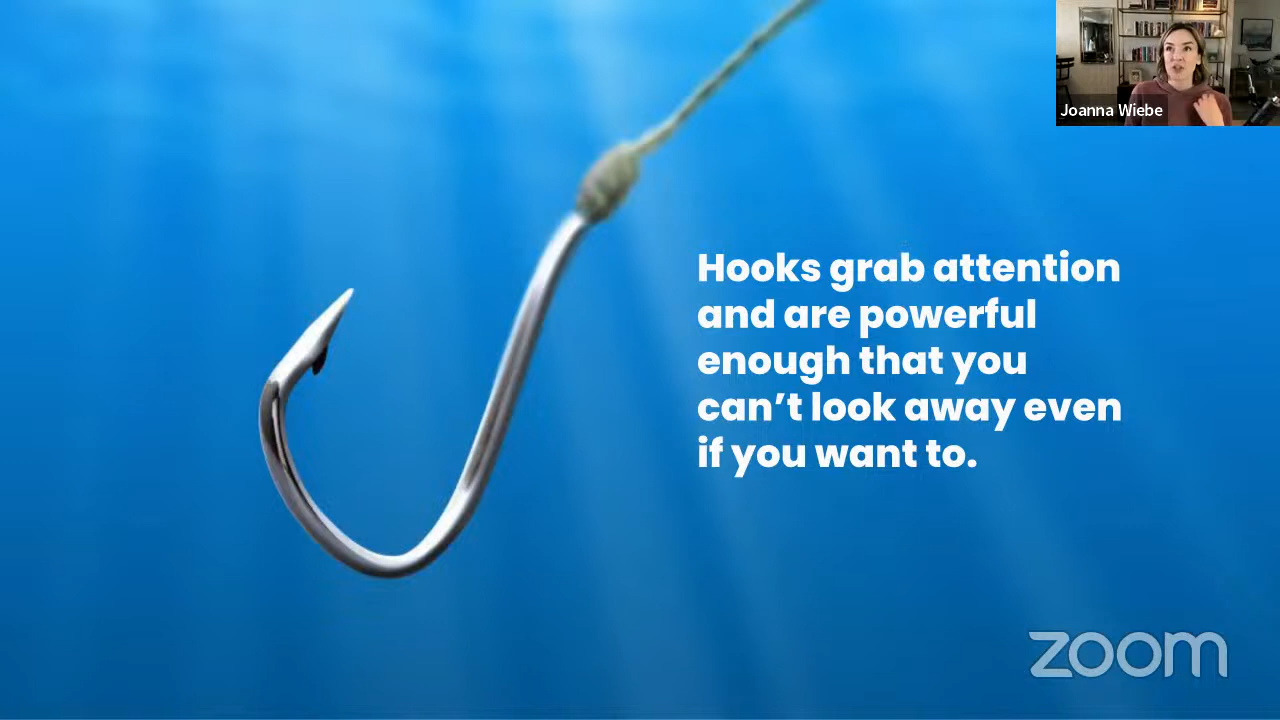 Joanna Wiebe
Hooks grab attention
and are powerful
enough that you
can’t look away even
if you want to.
zoom